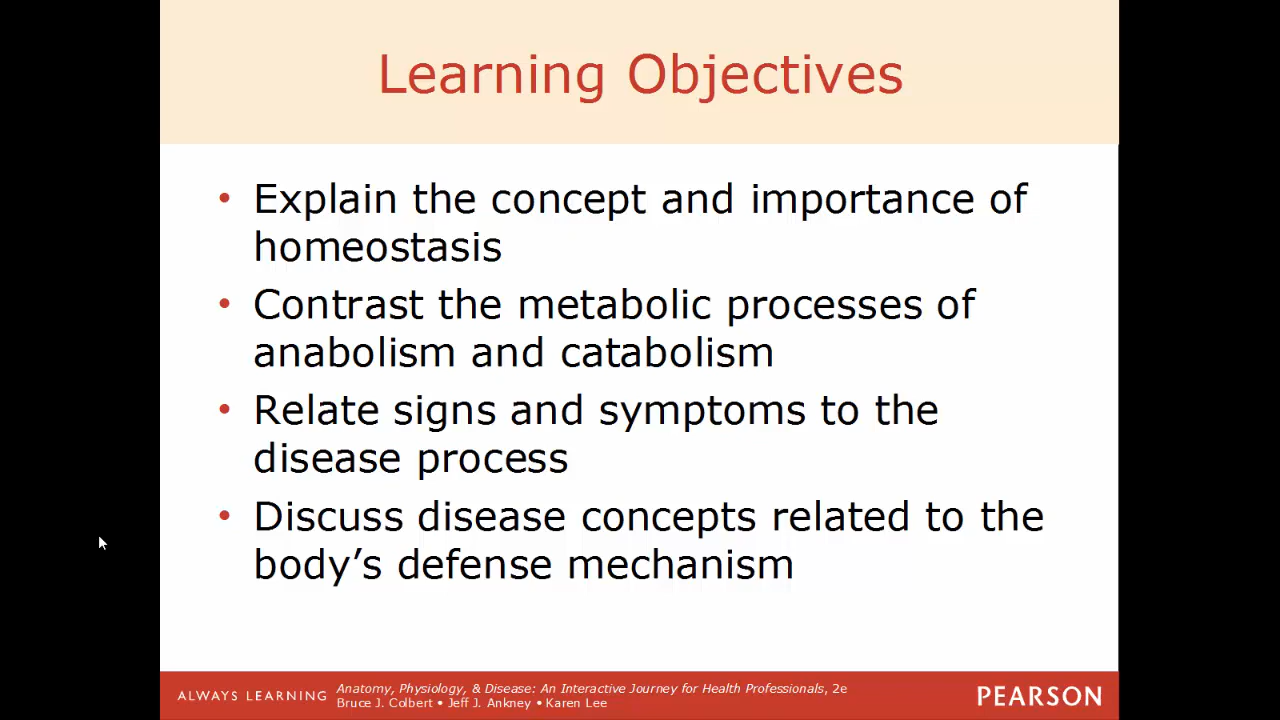 Learning Objectives
• Explain the concept and importance of
homeostasis
• Contrast the metabolic processes of
anabolism and catabolism
• Relate signs and symptoms to the
disease process
• Discuss disease concepts related to the
body’s defense mechanism
ALWAYS LEARNING
Anatomy, Physiology, & Disease: An Interactive Journey for Health Professionals, 2e
Bruce J. Colbert • Jeff J. Ankney • Karen Lee
PEARSON